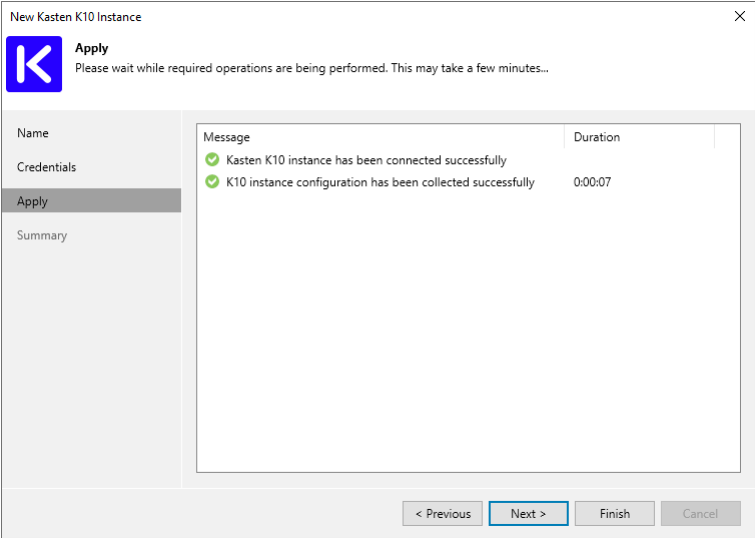 New Kasten K10 Instance
Apply
Please wait while required operations are being performed. This may take a few minutes...
Name
Credentials
Apply
Summary
Message Duration
Kasten K10 instance has been connected successfully
K10 instance configuration has been collected successfully 0:00:07
< Previous Next > Finish Cancel